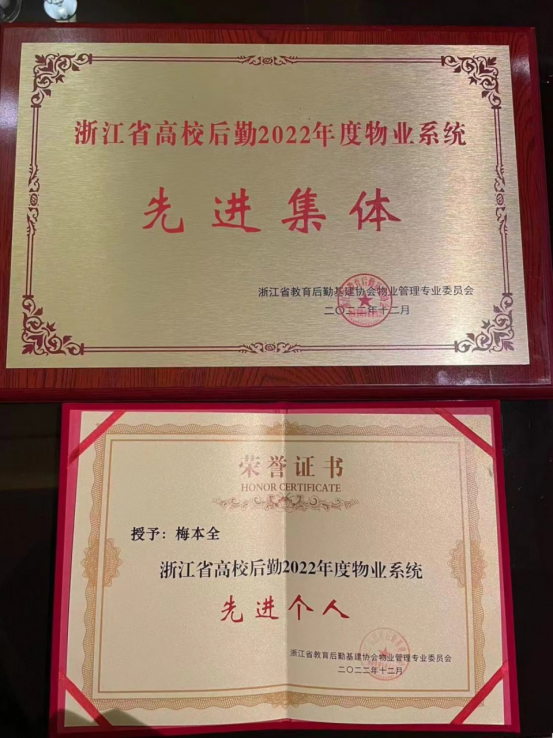 浙江省高校后勤2022年度物业系统
先进集体
浙江省教育后勤基建协会物业管理专业委员会
二〇二二年十二月
荣誉证书
HONOR CERTIFICATE
授予：梅本全
浙江省高校后勤2022年度物业系统
先进个人
浙江省教育后勤基建协会物业管理专业委员会
二〇二二年十二月